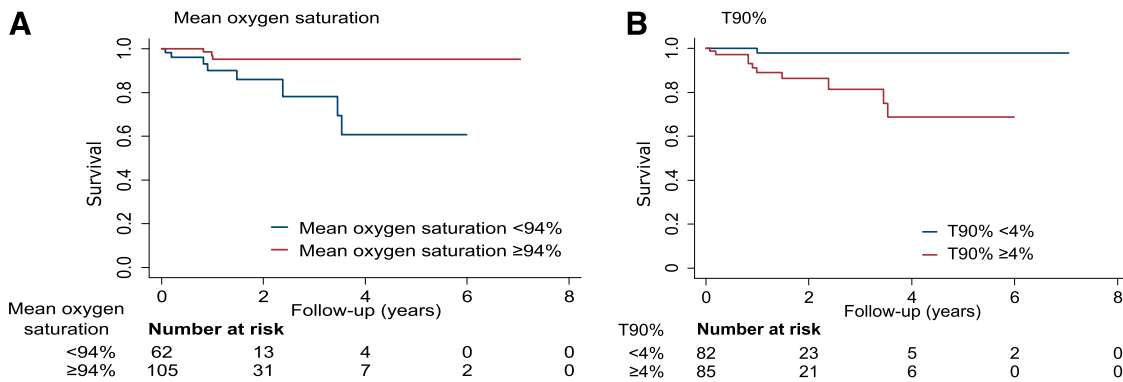 A
Mean oxygen saturation
1.0
0.8
0.6
0.4
0.2
0.0
Survival
Mean oxygen saturation <94%
Mean oxygen saturation ≥94%
0 2 4 6 8
Follow-up (years)
Mean oxygen
saturation
Number at risk
<94% 62 13 4 0 0
≥94% 105 31 7 2 0
B
T90%
1.0
0.8
0.6
0.4
0.2
0
Survival
T90% <4%
T90% ≥4%
0 2 4 6 8
Follow-up (years)
T90%
Number at risk
<4% 82 23 5 2 0
≥4% 85 21 6 0 0